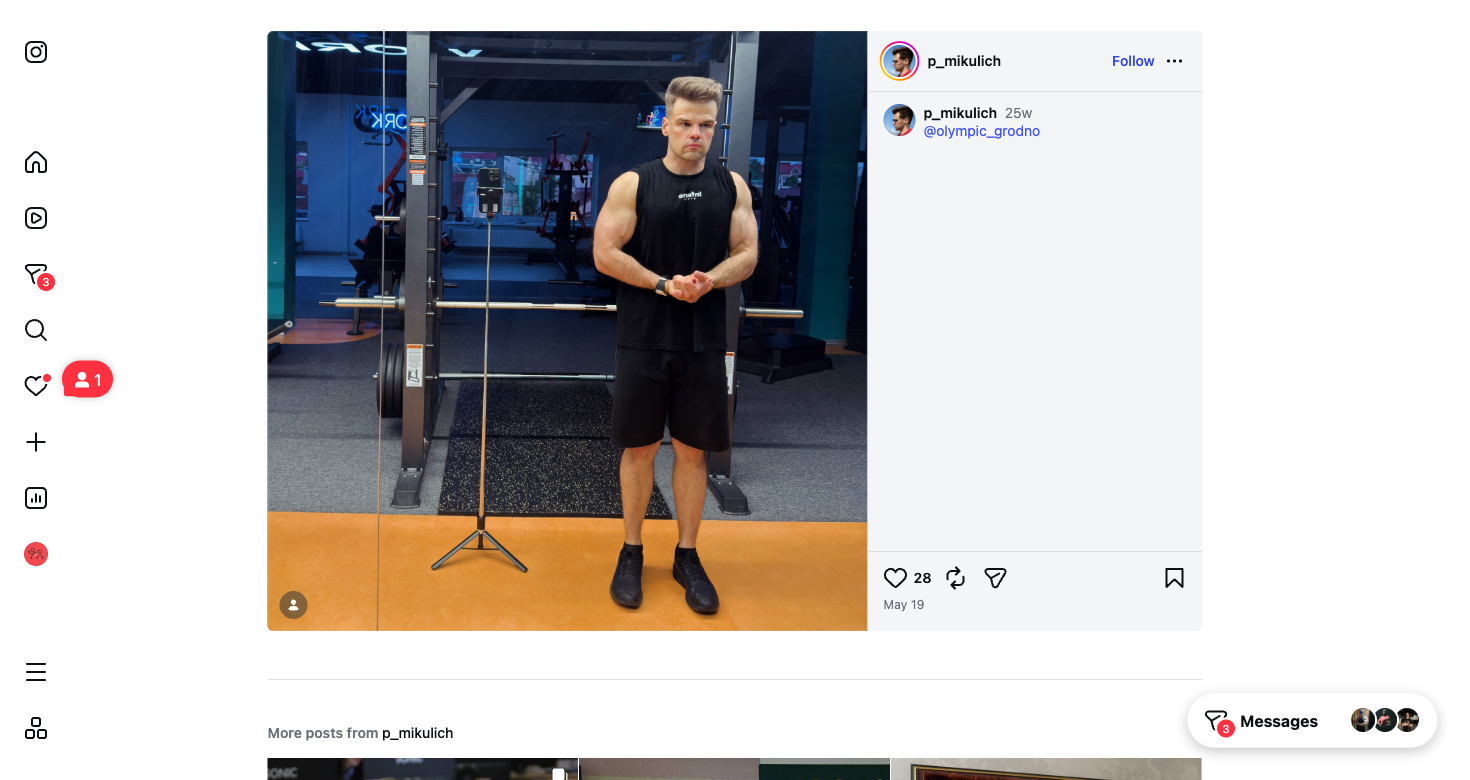 p_mikulich
Follow
p_mikulich 25w
@olympic_grodno
3
1
28
May 19
More posts from p_mikulich
3
Messages